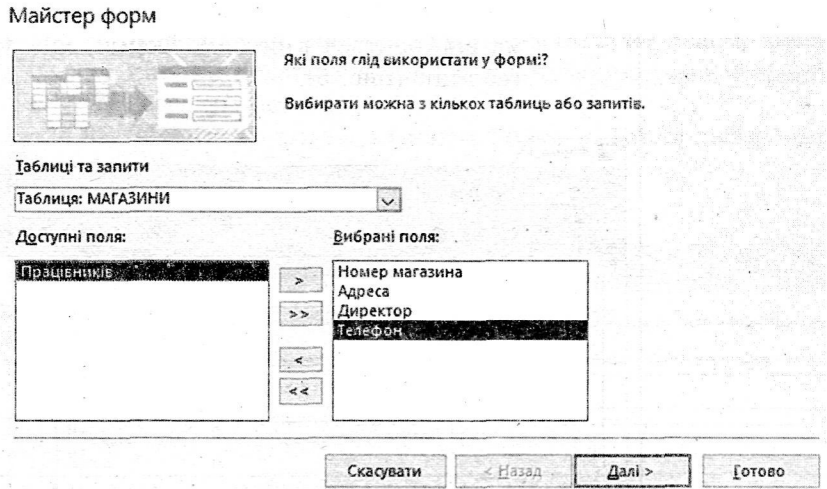 Майстер форм
Які поля глід використати у формі?
Вибирати можна з кількох таблиць або запитів.
Таблиці та запити
Таблиця: МАГАЗИНИ
Доступні поля:
Вибрані поля:
Працівників
>
>>
<
<<
Номер магазина
Адреса
Директор
Телефон
Скасувати
< Назад
Далі >
Готово